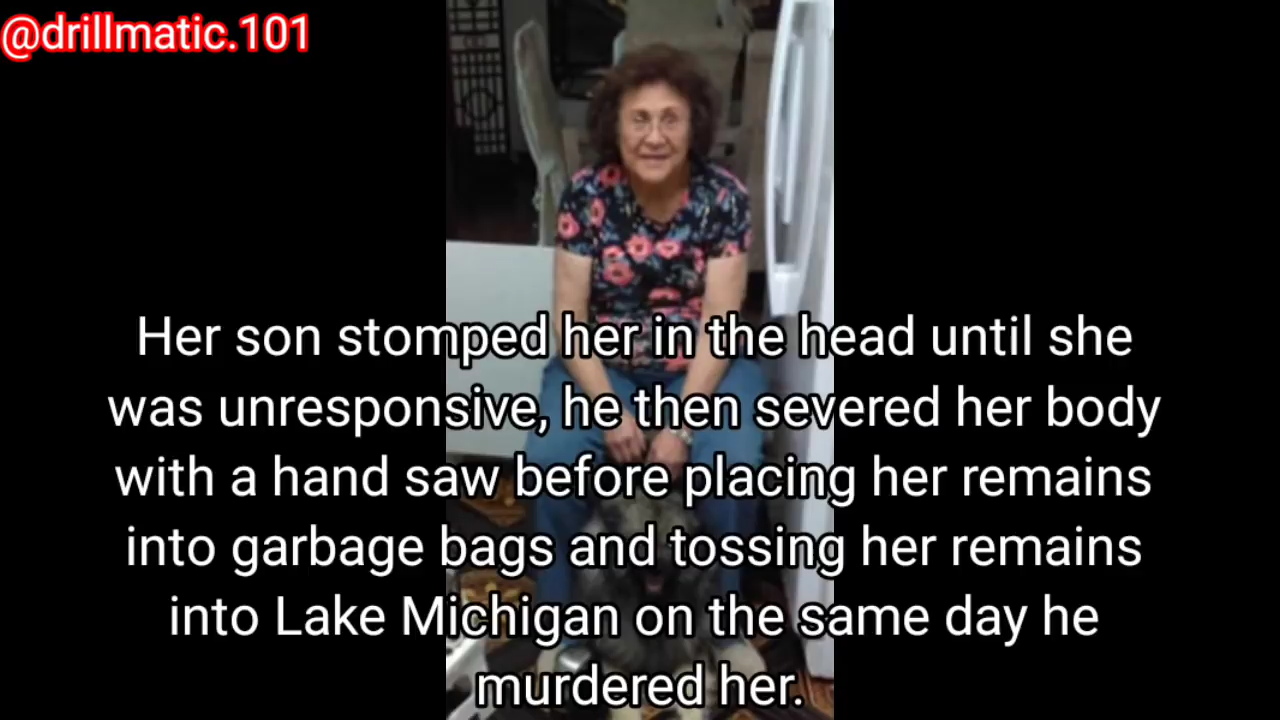 @drillmatic.101
Her son stomped her in the head until she
was unresponsive, he then severed her body
with a hand saw before placing her remains
into garbage bags and tossing her remains
into Lake Michigan on the same day he
murdered her.